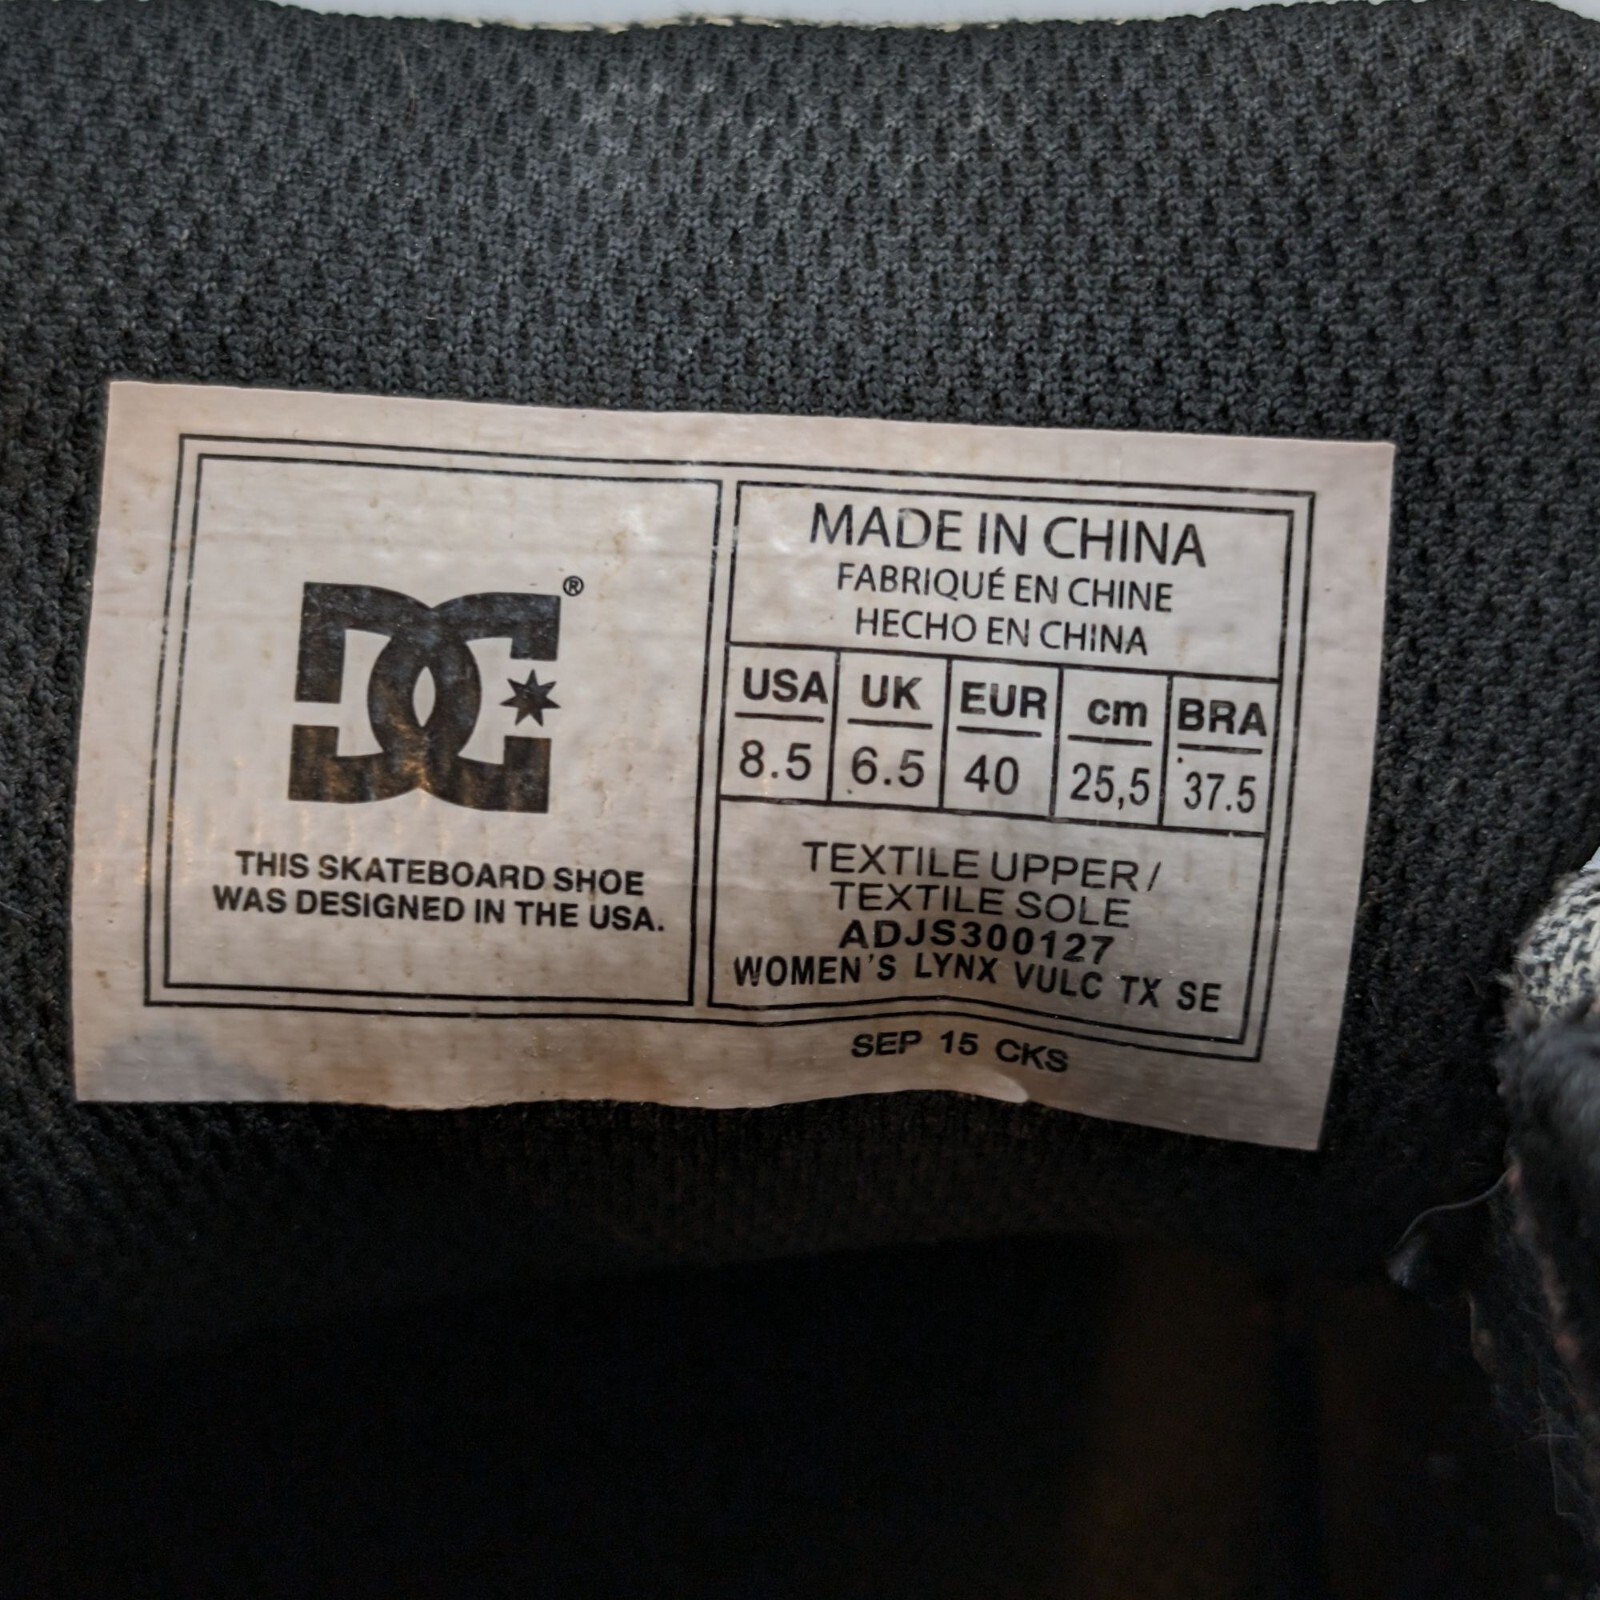 DC®
THIS SKATEBOARD SHOE
WAS DESIGNED IN THE USA.
MADE IN CHINA
FABRIQUÉ EN CHINE
HECHO EN CHINA
USA UK EUR cm BRA
8.5 6.5 40 25,5 37.5
TEXTILE UPPER /
TEXTILE SOLE
ADJS300127
WOMEN'S LYNX VULC TX SE
SEP 15 CKS